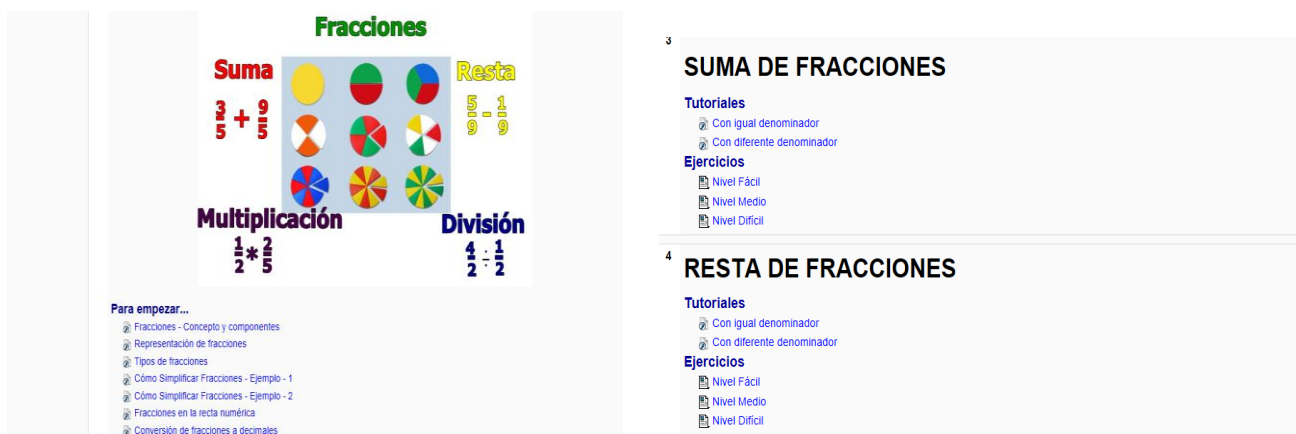 Fracciones
Suma
Resta
3/5 + 9/5
5/9 - 1/9
Multiplicación
División
1/2 * 2/5
4/2 ÷ 1/2
Para empezar...
Fracciones - Concepto y componentes
Representación de fracciones
Tipos de fracciones
Cómo Simplificar Fracciones - Ejemplo - 1
Cómo Simplificar Fracciones - Ejemplo - 2
Fracciones en la recta numérica
Conversión de fracciones a decimales
3
SUMA DE FRACCIONES
Tutoriales
Con igual denominador
Con diferente denominador
Ejercicios
Nivel Fácil
Nivel Medio
Nivel Difícil
4
RESTA DE FRACCIONES
Tutoriales
Con igual denominador
Con diferente denominador
Ejercicios
Nivel Fácil
Nivel Medio
Nivel Difícil